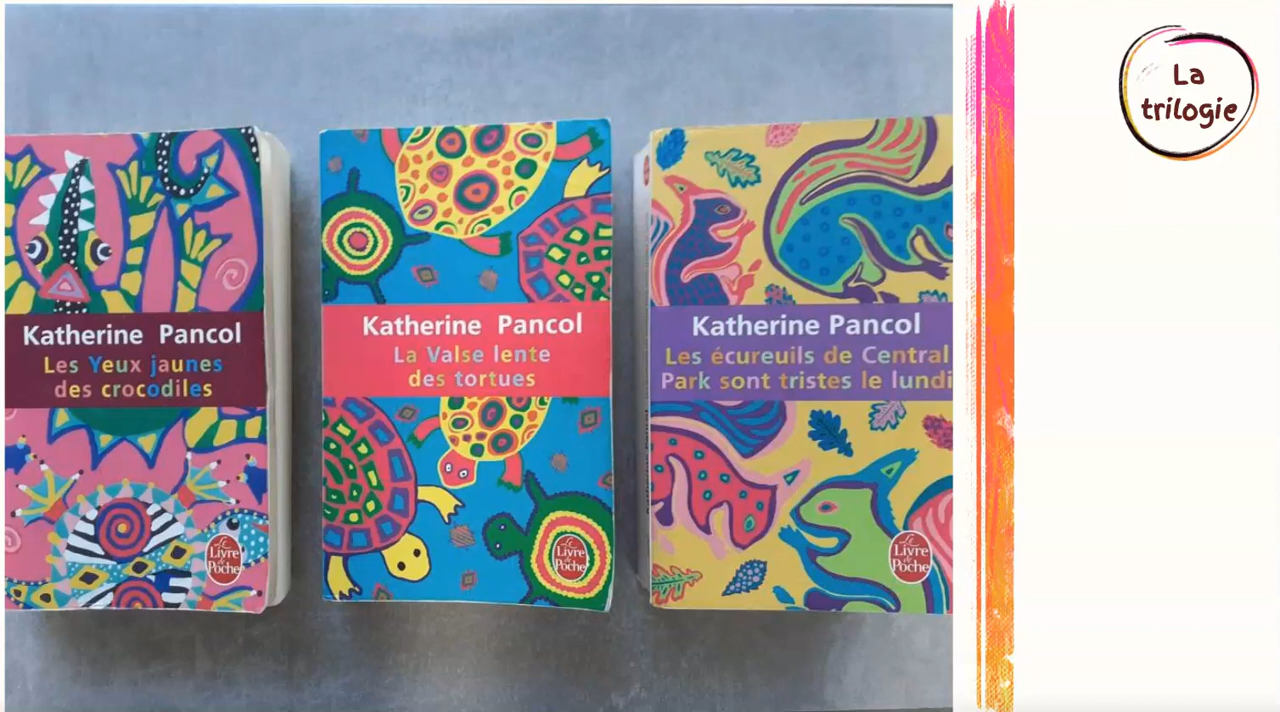 Katherine Pancol
Les Yeux jaunes
des crocodiles
Le
Livre
de
Poche
Katherine Pancol
La Valse lente
des tortues
Le
Livre
de
Poche
Katherine Pancol
Les écureuils de Central
Park sont tristes le lundi
Le
Livre
de
Poche
La
trilogie